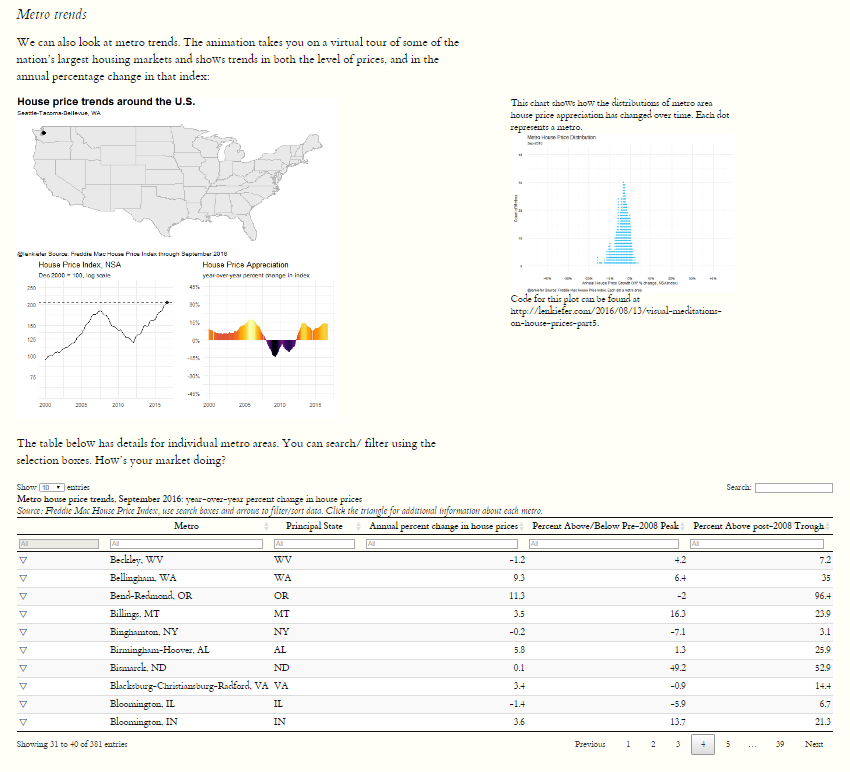 Metro trends
We can also look at metro trends. The animation takes you on a virtual tour of some of the
nation's largest housing markets and shows trends in both the level of prices, and in the
annual percentage change in that index:
House price trends around the U.S.
Seattle-Tacoma-Bellevue, WA
@lenkiefer Source: Freddie Mac House Price Index through September 2016
House Price Index, NSA
Dec 2000 = 100, log scale
250
200
150
125
100
75
2000 2005 2010 2015
House Price Appreciation
year-over-year percent change in index
45%
30%
15%
0%
-15%
-30%
-45%
2000 2005 2010 2015
This chart shows how the distributions of metro area
house price appreciation has changed over time. Each dot
represents a metro.
Metro House Price Distribution
Annual House Price Growth
Code for this plot can be found at
http://lenkiefer.com/2016/08/13/visual-meditations-
on-house-prices-part5.
The table below has details for individual metro areas. You can search/ filter using the
selection boxes. How's your market doing?
Show 10 entries
Search:
Metro house price trends, September 2016: year-over-year percent change in house prices
Source: Freddie Mac House Price Index, use search boxes and arrows to filter/sort data. Click the triangle for additional information about each metro.
Metro Principal State Annual percent change in house prices Percent Above/Below Pre-2008 Peak Percent Above post-2008 Trough
All All All All All All
Beckley, WV WV -1.2 4.2 7.2
Bellingham, WA WA 9.3 6.4 35
Bend-Redmond, OR OR 11.3 -2 96.4
Billings, MT MT 3.5 16.3 23.9
Binghamton, NY NY -0.2 -7.1 3.1
Birmingham-Hoover, AL AL 5.8 1.3 25.9
Bismarck, ND ND 0.1 49.2 52.9
Blacksburg-Christiansburg-Radford, VA VA 3.4 -0.9 14.4
Bloomington, IL IL -1.4 -5.9 6.7
Bloomington, IN IN 3.6 13.7 21.3
Showing 31 to 40 of 381 entries
Previous 1 2 3 4 5 ... 39 Next